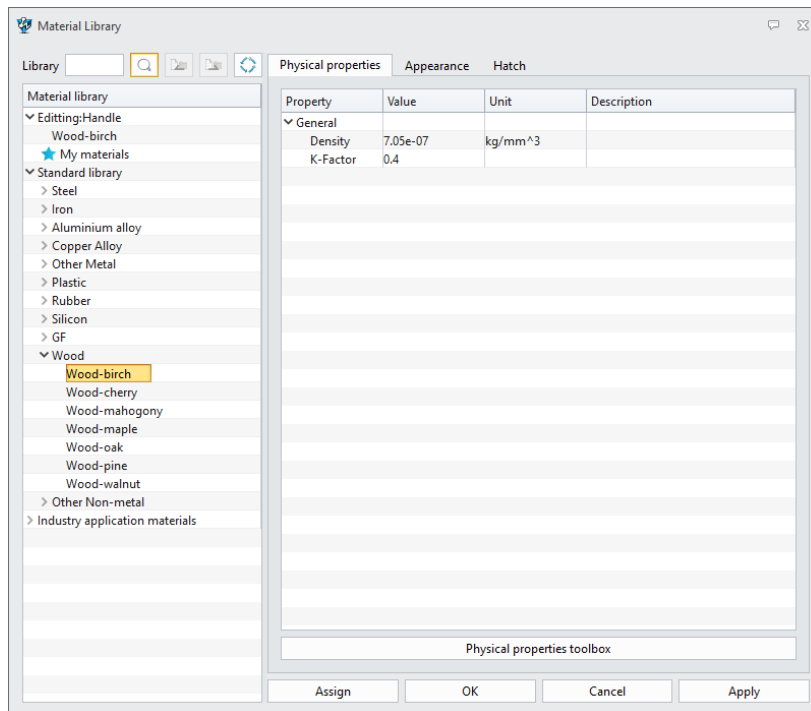 Material Library
Library
Physical properties Appearance Hatch
Material library
Editting:Handle
Wood-birch
My materials
Standard library
Steel
Iron
Aluminium alloy
Copper Alloy
Other Metal
Plastic
Rubber
Silicon
GF
Wood
Wood-birch
Wood-cherry
Wood-mahogony
Wood-maple
Wood-oak
Wood-pine
Wood-walnut
Other Non-metal
Industry application materials
Property Value Unit Description
General
Density 7.05e-07 kg/mm^3
K-Factor 0.4
Physical properties toolbox
Assign OK Cancel Apply